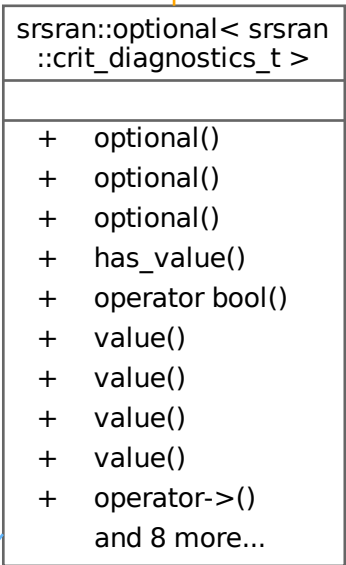 srsran::optional< srsran
::crit_diagnostics_t >
+ optional()
+ optional()
+ optional()
+ has_value()
+ operator bool()
+ value()
+ value()
+ value()
+ value()
+ operator->()
and 8 more...